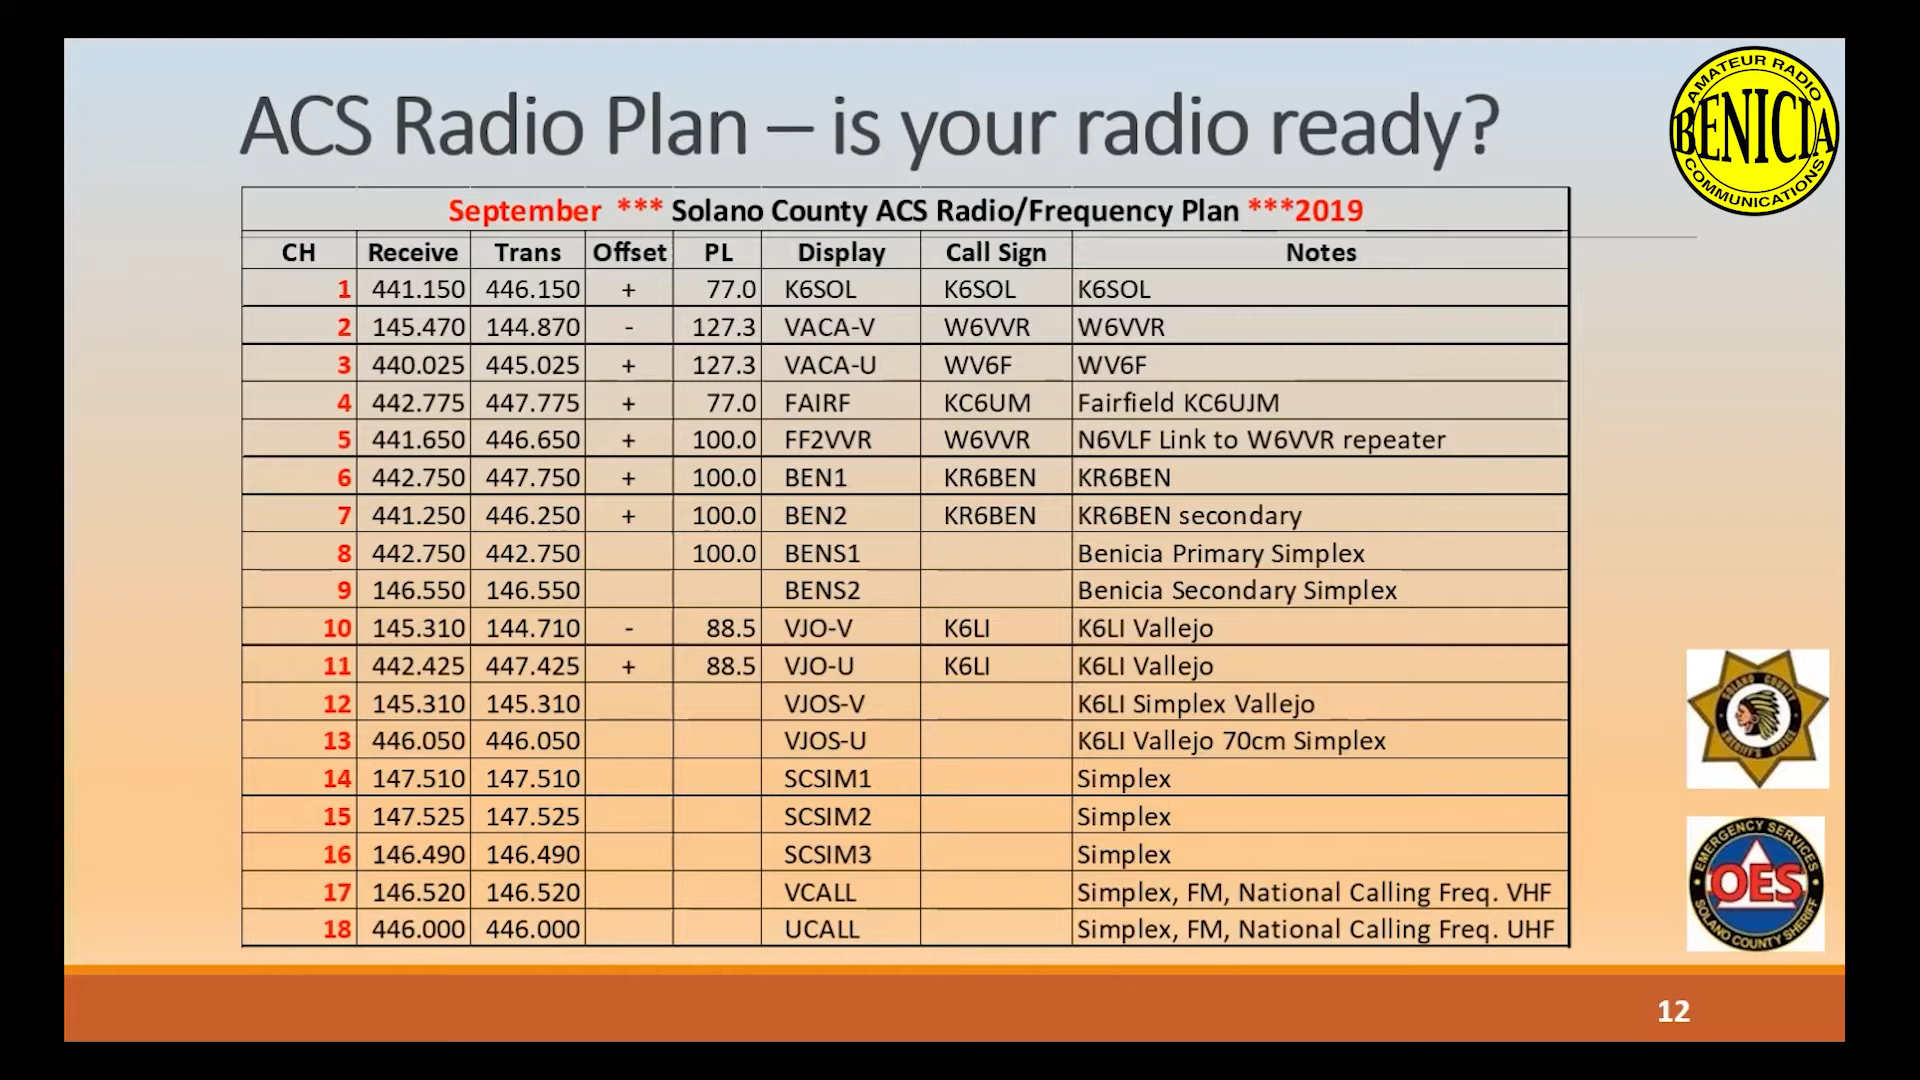 ACS Radio Plan – is your radio ready?
AMATEUR RADIO
BENICIA
COMMUNICATIONS
September *** Solano County ACS Radio/Frequency Plan ***2019
CH Receive Trans Offset PL Display Call Sign Notes
1 441.150 446.150 + 77.0 K6SOL K6SOL K6SOL
2 145.470 144.870 - 127.3 VACA-V W6VVR W6VVR
3 440.025 445.025 + 127.3 VACA-U WV6F WV6F
4 442.775 447.775 + 77.0 FAIRF KC6UM Fairfield KC6UJM
5 441.650 446.650 + 100.0 FF2VVR W6VVR N6VLF Link to W6VVR repeater
6 442.750 447.750 + 100.0 BEN1 KR6BEN KR6BEN
7 441.250 446.250 + 100.0 BEN2 KR6BEN KR6BEN secondary
8 442.750 442.750 100.0 BENS1 Benicia Primary Simplex
9 146.550 146.550 BENS2 Benicia Secondary Simplex
10 145.310 144.710 - 88.5 VJO-V K6LI K6LI Vallejo
11 442.425 447.425 + 88.5 VJO-U K6LI K6LI Vallejo
12 145.310 145.310 VJOS-V K6LI Simplex Vallejo
13 446.050 446.050 VJOS-U K6LI Vallejo 70cm Simplex
14 147.510 147.510 SCSIM1 Simplex
15 147.525 147.525 SCSIM2 Simplex
16 146.490 146.490 SCSIM3 Simplex
17 146.520 146.520 VCALL Simplex, FM, National Calling Freq. VHF
18 446.000 446.000 UCALL Simplex, FM, National Calling Freq. UHF
SOLANO COUNTY
SHERIFF'S OFFICE
EMERGENCY SERVICES
OES
SOLANO COUNTY SHERIFF
12